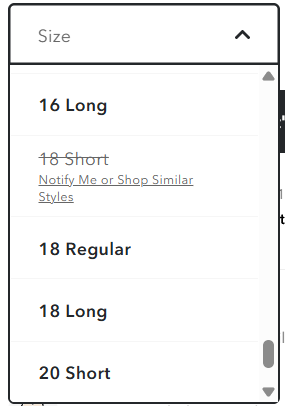 Size
16 Long
18 Short
Notify Me or Shop Similar
Styles
18 Regular
18 Long
20 Short